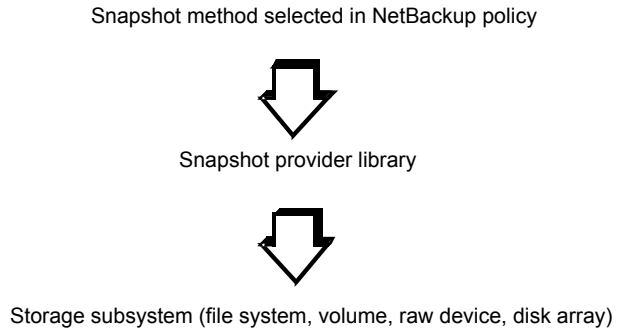 Snapshot method selected in NetBackup policy
Snapshot provider library
Storage subsystem (file system, volume, raw device, disk array)